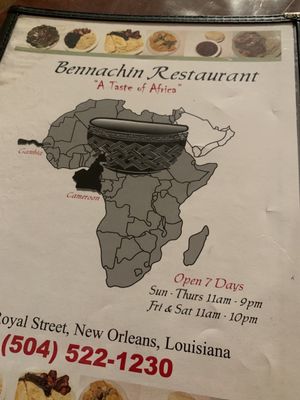 Bennachin Restaurant
"A Taste of Africa"
Gambia
Cameroon
Open 7 Days
Sun - Thurs 11am - 9pm
Fri & Sat 11am - 10pm
Royal Street, New Orleans, Louisiana
(504) 522-1230